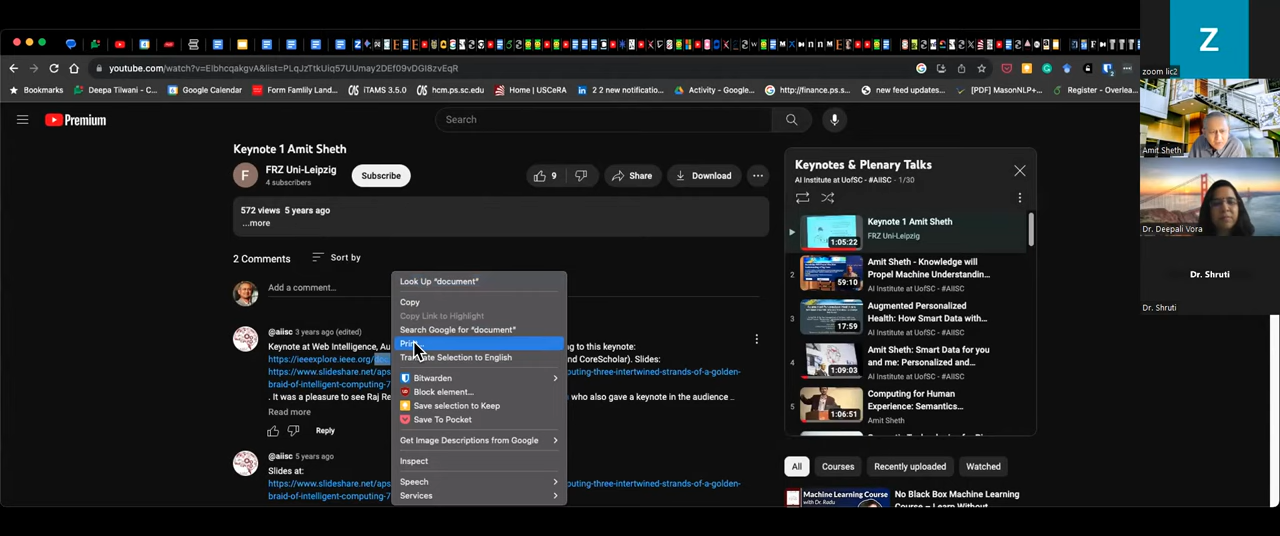 youtube.com/watch?v=EIbhcqakgvA&list=PLqJzTtkUiq57UUmay2DEf09vDGI8zvEqR
Bookmarks
Deepa Tilwani - C...
Google Calendar
Form Famliy Land...
iTAMS 3.5.0
hcm.ps.sc.edu
Home | USCeRA
2 2 new notificatio...
Activity - Google...
http://finance.ps.s...
new feed updates...
[PDF] MasonNLP+...
Register - Overlea...
Premium
Search
Keynote 1 Amit Sheth
FRZ Uni-Leipzig
4 subscribers
Subscribe
9
Share
Download
572 views 5 years ago
...more
2 Comments
Sort by
Add a comment...
@aiisc 3 years ago (edited)
Keynote at Web Intelligence, Au
ng to this keynote:
https://ieeexplore.ieee.org/doc
and CoreScholar). Slides:
https://www.slideshare.net/aps
puting-three-intertwined-strands-of-a-golden-
braid-of-intelligent-computing-7
. It was a pleasure to see Raj Re
who also gave a keynote in the audience ..
Read more
Reply
@aiisc 5 years ago
Slides at:
https://www.slideshare.net/aps
puting-three-intertwined-strands-of-a-golden-
braid-of-intelligent-computing-7
Look Up "document"
Copy
Copy Link to Highlight
Search Google for "document"
Print...
Translate Selection to English
Bitwarden
Block element...
Save selection to Keep
Save To Pocket
Get Image Descriptions from Google
Inspect
Speech
Services
Keynotes & Plenary Talks
AI Institute at UofSC - #AIISC - 1/30
1:05:22
Keynote 1 Amit Sheth
FRZ Uni-Leipzig
2
59:10
Amit Sheth - Knowledge will
Propel Machine Understandin...
AI Institute at UofSC - #AIISC
3
17:59
Augmented Personalized
Health: How Smart Data with...
AI Institute at UofSC - #AIISC
4
1:09:03
Amit Sheth: Smart Data for you
and me: Personalized and...
AI Institute at UofSC - #AIISC
5
1:06:51
Computing for Human
Experience: Semantics...
Amit Sheth
All
Courses
Recently uploaded
Watched
Machine Learning Course
with Dr. Radu
No Black Box Machine Learning
Course – Learn Without
Z
zoom lic2
Amit Sheth
Dr. Deepali Vora
Dr. Shruti
Dr. Shruti